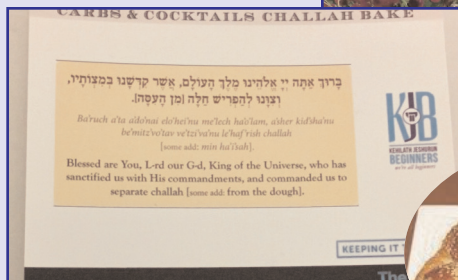 CARBS & COCKTAILS CHALLAH BAKE
בָּרוּךְ אַתָּה יְיָ אֱלֹהֵינוּ מֶלֶךְ הָעוֹלָם, אֲשֶׁר קִדְּשָׁנוּ בְּמִצְוֹתָיו,
וְצִוָּנוּ לְהַפְרִישׁ חַלָּה [מִן הָעִסָּה].
Baruch a'ta ado'nai elo'hei'nu me'lech ha'o'lam, a'sher kid'sha'nu
be'mitz'vo'tav ve'tzi'va'nu le'haf'rish challah
[some add: min ha'i'sah].
Blessed are You, L-rd our G-d, King of the Universe, who has
sanctified us with His commandments, and commanded us to
separate challah [some add: from the dough].
KJB
KEHILATH JESHURUN
BEGINNERS
we're all beginners
KEEPING IT
The